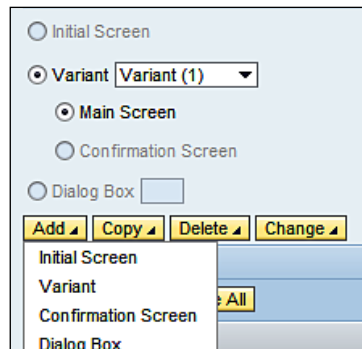 Initial Screen
Variant Variant (1)
Main Screen
Confirmation Screen
Dialog Box
Add Copy Delete Change
Initial Screen
Variant
All
Confirmation Screen
Dialog Box